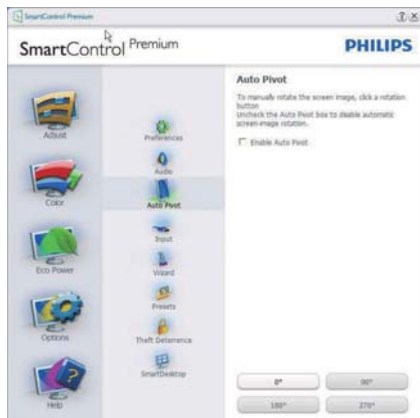 SmartControl Premium
SmartControl Premium
PHILIPS
Adjust
Color
Eco Power
Options
Help
Preferences
Audio
Auto Pivot
Input
Wizard
Presets
Theft Deterrence
SmartDesktop
Auto Pivot
To manually rotate the screen image, click a rotation
button
Uncheck the Auto Pivot box to disable automatic
screen-image rotation.
Enable Auto Pivot
0°
90°
180°
270°